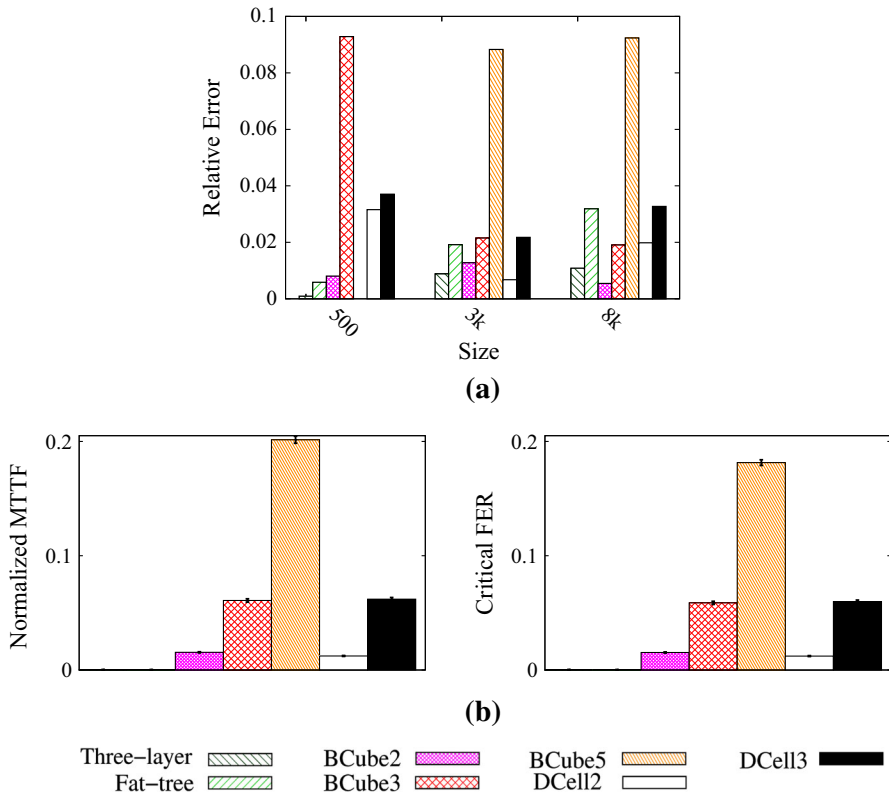 0.1
0.08
0.06
0.04
0.02
0
Relative Error
500
3k
8k
Size
(a)
0.2
0.1
0
Normalized MTTF
0.2
0.1
0
Critical FER
(b)
Three-layer
BCube2
BCube5
DCell3
Fat-tree
BCube3
DCell2